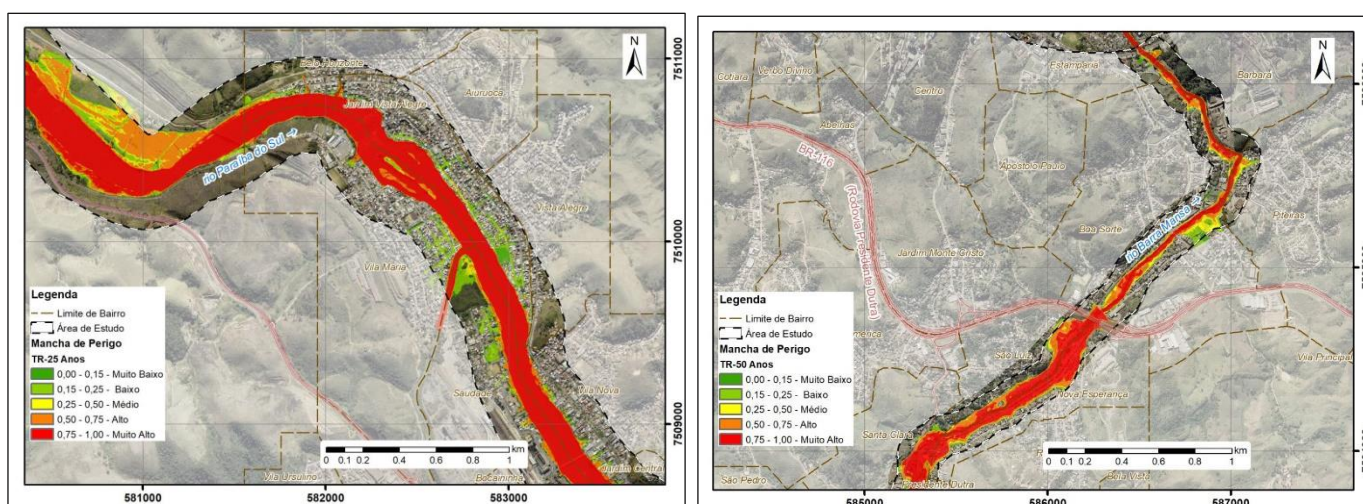 N
7511000
Belo Horizonte
Aiuruoca
Jardim Vista Alegre
rio Paraíba do Sul →
Vista Alegre
7510000
Vila Maria
Legenda
Limite de Bairro
Área de Estudo
Mancha de Perigo
TR-25 Anos
0,00 - 0,15 - Muito Baixo
0,15 - 0,25 - Baixo
0,25 - 0,50 - Médio
0,50 - 0,75 - Alto
0,75 - 1,00 - Muito Alto
Saudade
Vila Nova
7509000
km
0 0.1 0.2 0.4 0.6 0.8 1
Vila Ursulino
Bocaininha
Jardim Central
581000 582000 583000
N
Estamparia
Cotiara
Verbo Divino
Centro
Barbará
Abelhas
BR-116
Apóstolo Paulo
(Rodovia Presidente Dutra)
rio Barra Mansa →
Boa Sorte
Piteiras
Jardim Monte Cristo
Legenda
Limite de Bairro
Área de Estudo
Mancha de Perigo
TR-50 Anos
0,00 - 0,15 - Muito Baixo
0,15 - 0,25 - Baixo
0,25 - 0,50 - Médio
0,50 - 0,75 - Alto
0,75 - 1,00 - Muito Alto
São Luiz
Vila Principal
Nova Esperança
Santa Clara
km
0 0.1 0.2 0.4 0.6 0.8 1
São Pedro
Presidente Dutra
Bela Vista
585000 586000 587000